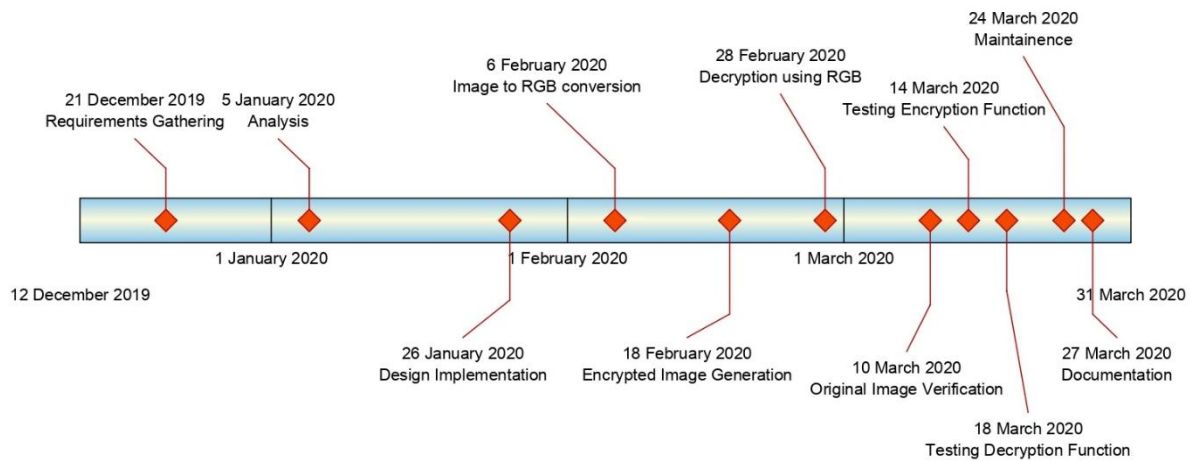 24 March 2020
Maintainence
6 February 2020
Image to RGB conversion
28 February 2020
Decryption using RGB
14 March 2020
Testing Encryption Function
21 December 2019
Requirements Gathering
5 January 2020
Analysis
1 January 2020
1 February 2020
1 March 2020
12 December 2019
31 March 2020
26 January 2020
Design Implementation
18 February 2020
Encrypted Image Generation
10 March 2020
Original Image Verification
27 March 2020
Documentation
18 March 2020
Testing Decryption Function